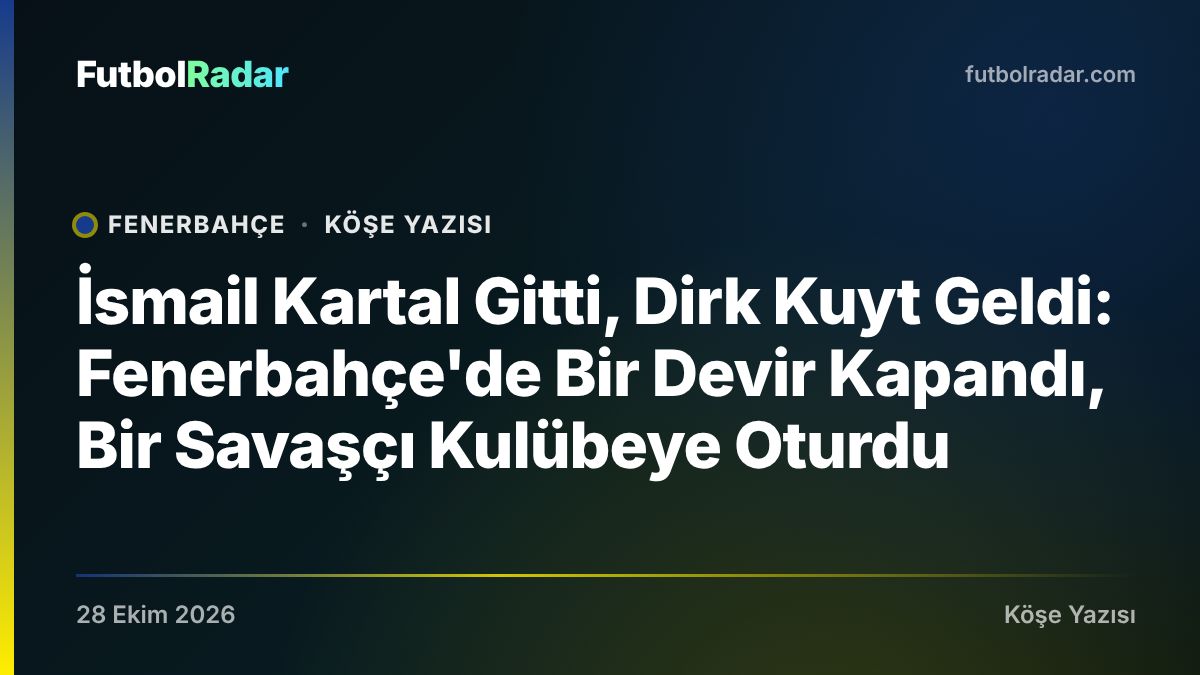 FutbolRadar
futbolradar.com
FENERBAHÇE · KÖŞE YAZISI
İsmail Kartal Gitti, Dirk Kuyt Geldi:
Fenerbahçe'de Bir Devir Kapandı,
Bir Savaşçı Kulübeye Oturdu
28 Ekim 2026
Köşe Yazısı